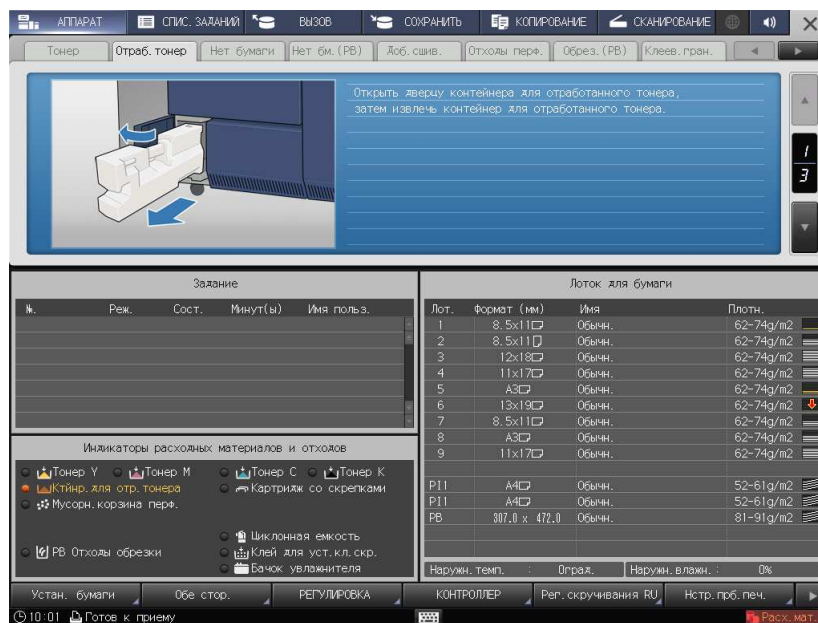 АППАРАТ СПИС. ЗАДАНИЙ ВЫЗОВ СОХРАНИТЬ КОПИРОВАНИЕ СКАНИРОВАНИЕ
Тонер Отраб. тонер Нет бумаги Нет бм. (PB) Доб. сшив. Отходы перф. Обрез. (PB) Клеев. гран.
Открыть дверцу контейнера для отработанного тонера,
затем извлечь контейнер для отработанного тонера.
1
3
Задание
№. Реж. Сост. Минут(ы) Имя польз.
Лоток для бумаги
Лот. Формат (мм) Имя Плотн.
1 8.5x11 Обычн. 62-74g/m2
2 8.5x11 Обычн. 62-74g/m2
3 12x18 Обычн. 62-74g/m2
4 11x17 Обычн. 62-74g/m2
5 A3 Обычн. 62-74g/m2
6 13x19 Обычн. 62-74g/m2
7 8.5x11 Обычн. 62-74g/m2
8 A3 Обычн. 62-74g/m2
9 11x17 Обычн. 62-74g/m2
PI1 A4 Обычн. 52-61g/m2
PI1 A4 Обычн. 52-61g/m2
PB 307.0 x 472.0 Обычн. 81-91g/m2
Наружн. темп. : 0град. Наружн. влажн. : 0%
Индикаторы расходных материалов и отходов
Тонер Y Тонер M Тонер C Тонер K
Ктйнр. для отр. тонера Картридж со скрепками
Мусорн. корзина перф.
Циклонная емкость
PB Отходы обрезки Клей для уст. кл. скр.
Бачок увлажнителя
Устан. бумаги Обе стор. РЕГУЛИРОВКА КОНТРОЛЛЕР Рег. скручивания RU Нстр. прб. печ.
10:01 Готов к приему Расх. мат.